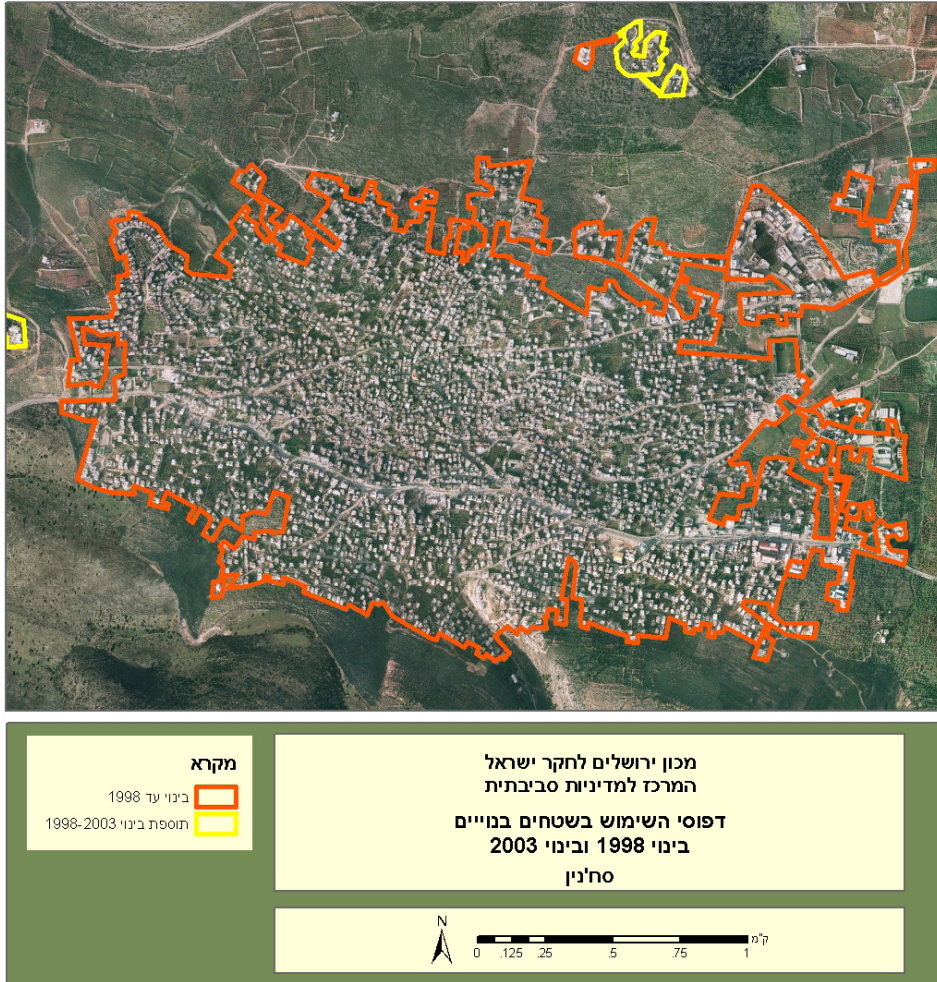 מקרא
בינוי עד 1998
תוספת בינוי 1998-2003
מכון ירושלים לחקר ישראל
המרכז למדיניות סביבתית
דפוסי השימוש בשטחים בנויים
בינוי 1998 ובינוי 2003
סח'נין
N
0 .125 .25 .5 .75 1 ק"מ